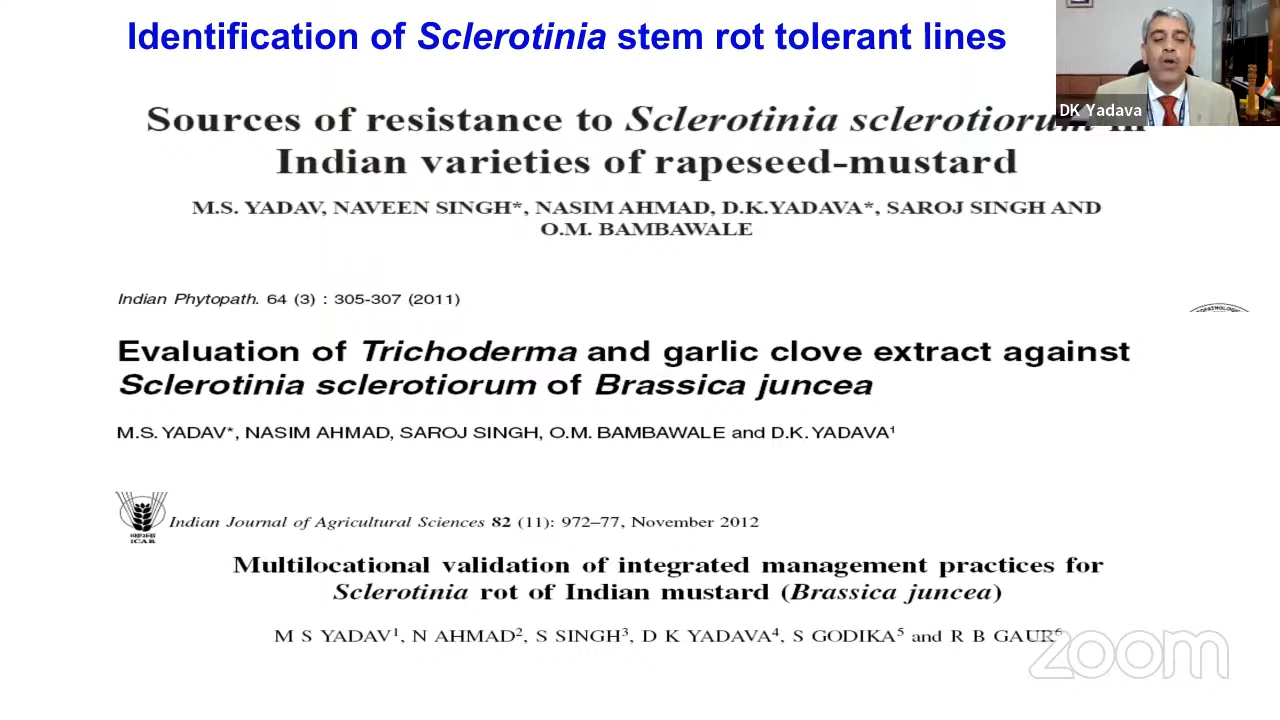 Identification of Sclerotinia stem rot tolerant lines
DK Yadava
Sources of resistance to Sclerotinia sclerotiorum in
Indian varieties of rapeseed-mustard
M.S. YADAV, NAVEEN SINGH*, NASIM AHMAD, D.K.YADAVA*, SAROJ SINGH AND
O.M. BAMBAWALE
Indian Phytopath. 64 (3) : 305-307 (2011)
Evaluation of Trichoderma and garlic clove extract against
Sclerotinia sclerotiorum of Brassica juncea
M.S. YADAV*, NASIM AHMAD, SAROJ SINGH, O.M. BAMBAWALE and D.K. YADAVA¹
ICAR
Indian Journal of Agricultural Sciences 82 (11): 972–77, November 2012
Multilocational validation of integrated management practices for
Sclerotinia rot of Indian mustard (Brassica juncea)
M S YADAV¹, N AHMAD², S SINGH³, D K YADAVA⁴, S GODIKA⁵ and R B GAUR⁶
zoom